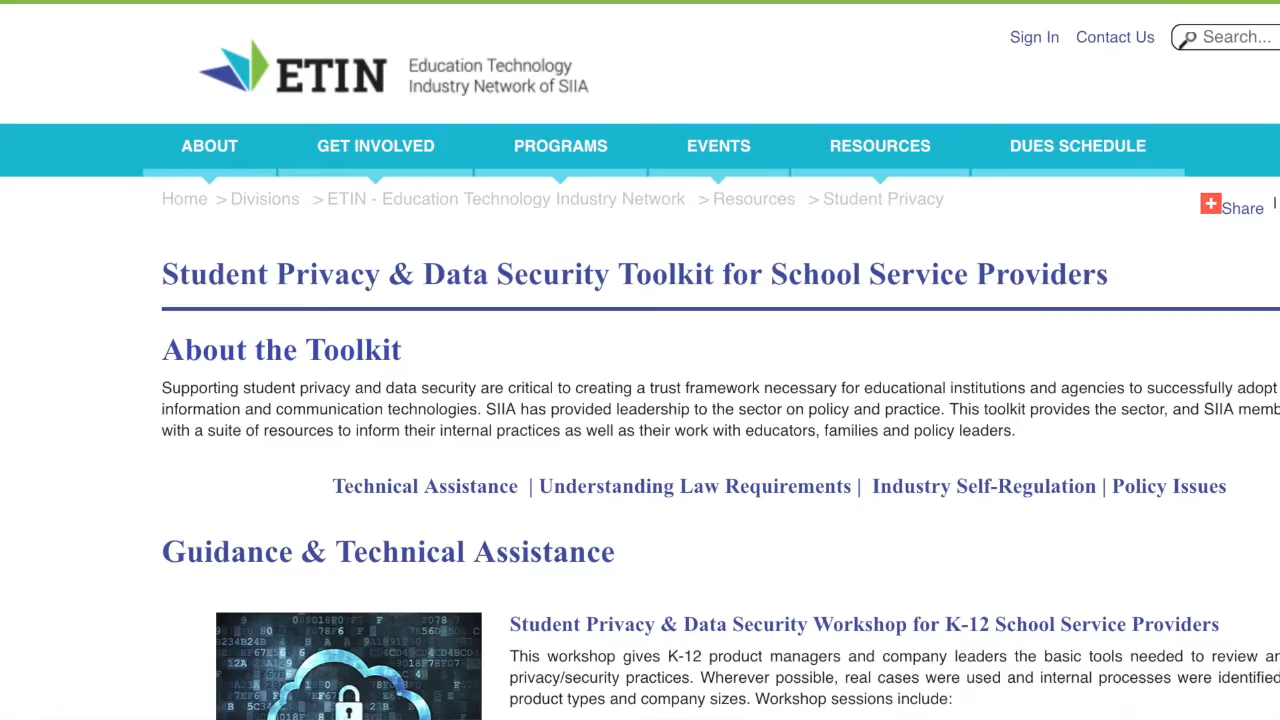 Sign In Contact Us Search...
ETIN Education Technology
Industry Network of SIIA
ABOUT GET INVOLVED PROGRAMS EVENTS RESOURCES DUES SCHEDULE
Home > Divisions > ETIN - Education Technology Industry Network > Resources > Student Privacy
Share |
Student Privacy & Data Security Toolkit for School Service Providers
About the Toolkit
Supporting student privacy and data security are critical to creating a trust framework necessary for educational institutions and agencies to successfully adopt
information and communication technologies. SIIA has provided leadership to the sector on policy and practice. This toolkit provides the sector, and SIIA memb
with a suite of resources to inform their internal practices as well as their work with educators, families and policy leaders.
Technical Assistance | Understanding Law Requirements | Industry Self-Regulation | Policy Issues
Guidance & Technical Assistance
Student Privacy & Data Security Workshop for K-12 School Service Providers
This workshop gives K-12 product managers and company leaders the basic tools needed to review an
privacy/security practices. Wherever possible, real cases were used and internal processes were identified
product types and company sizes. Workshop sessions include: